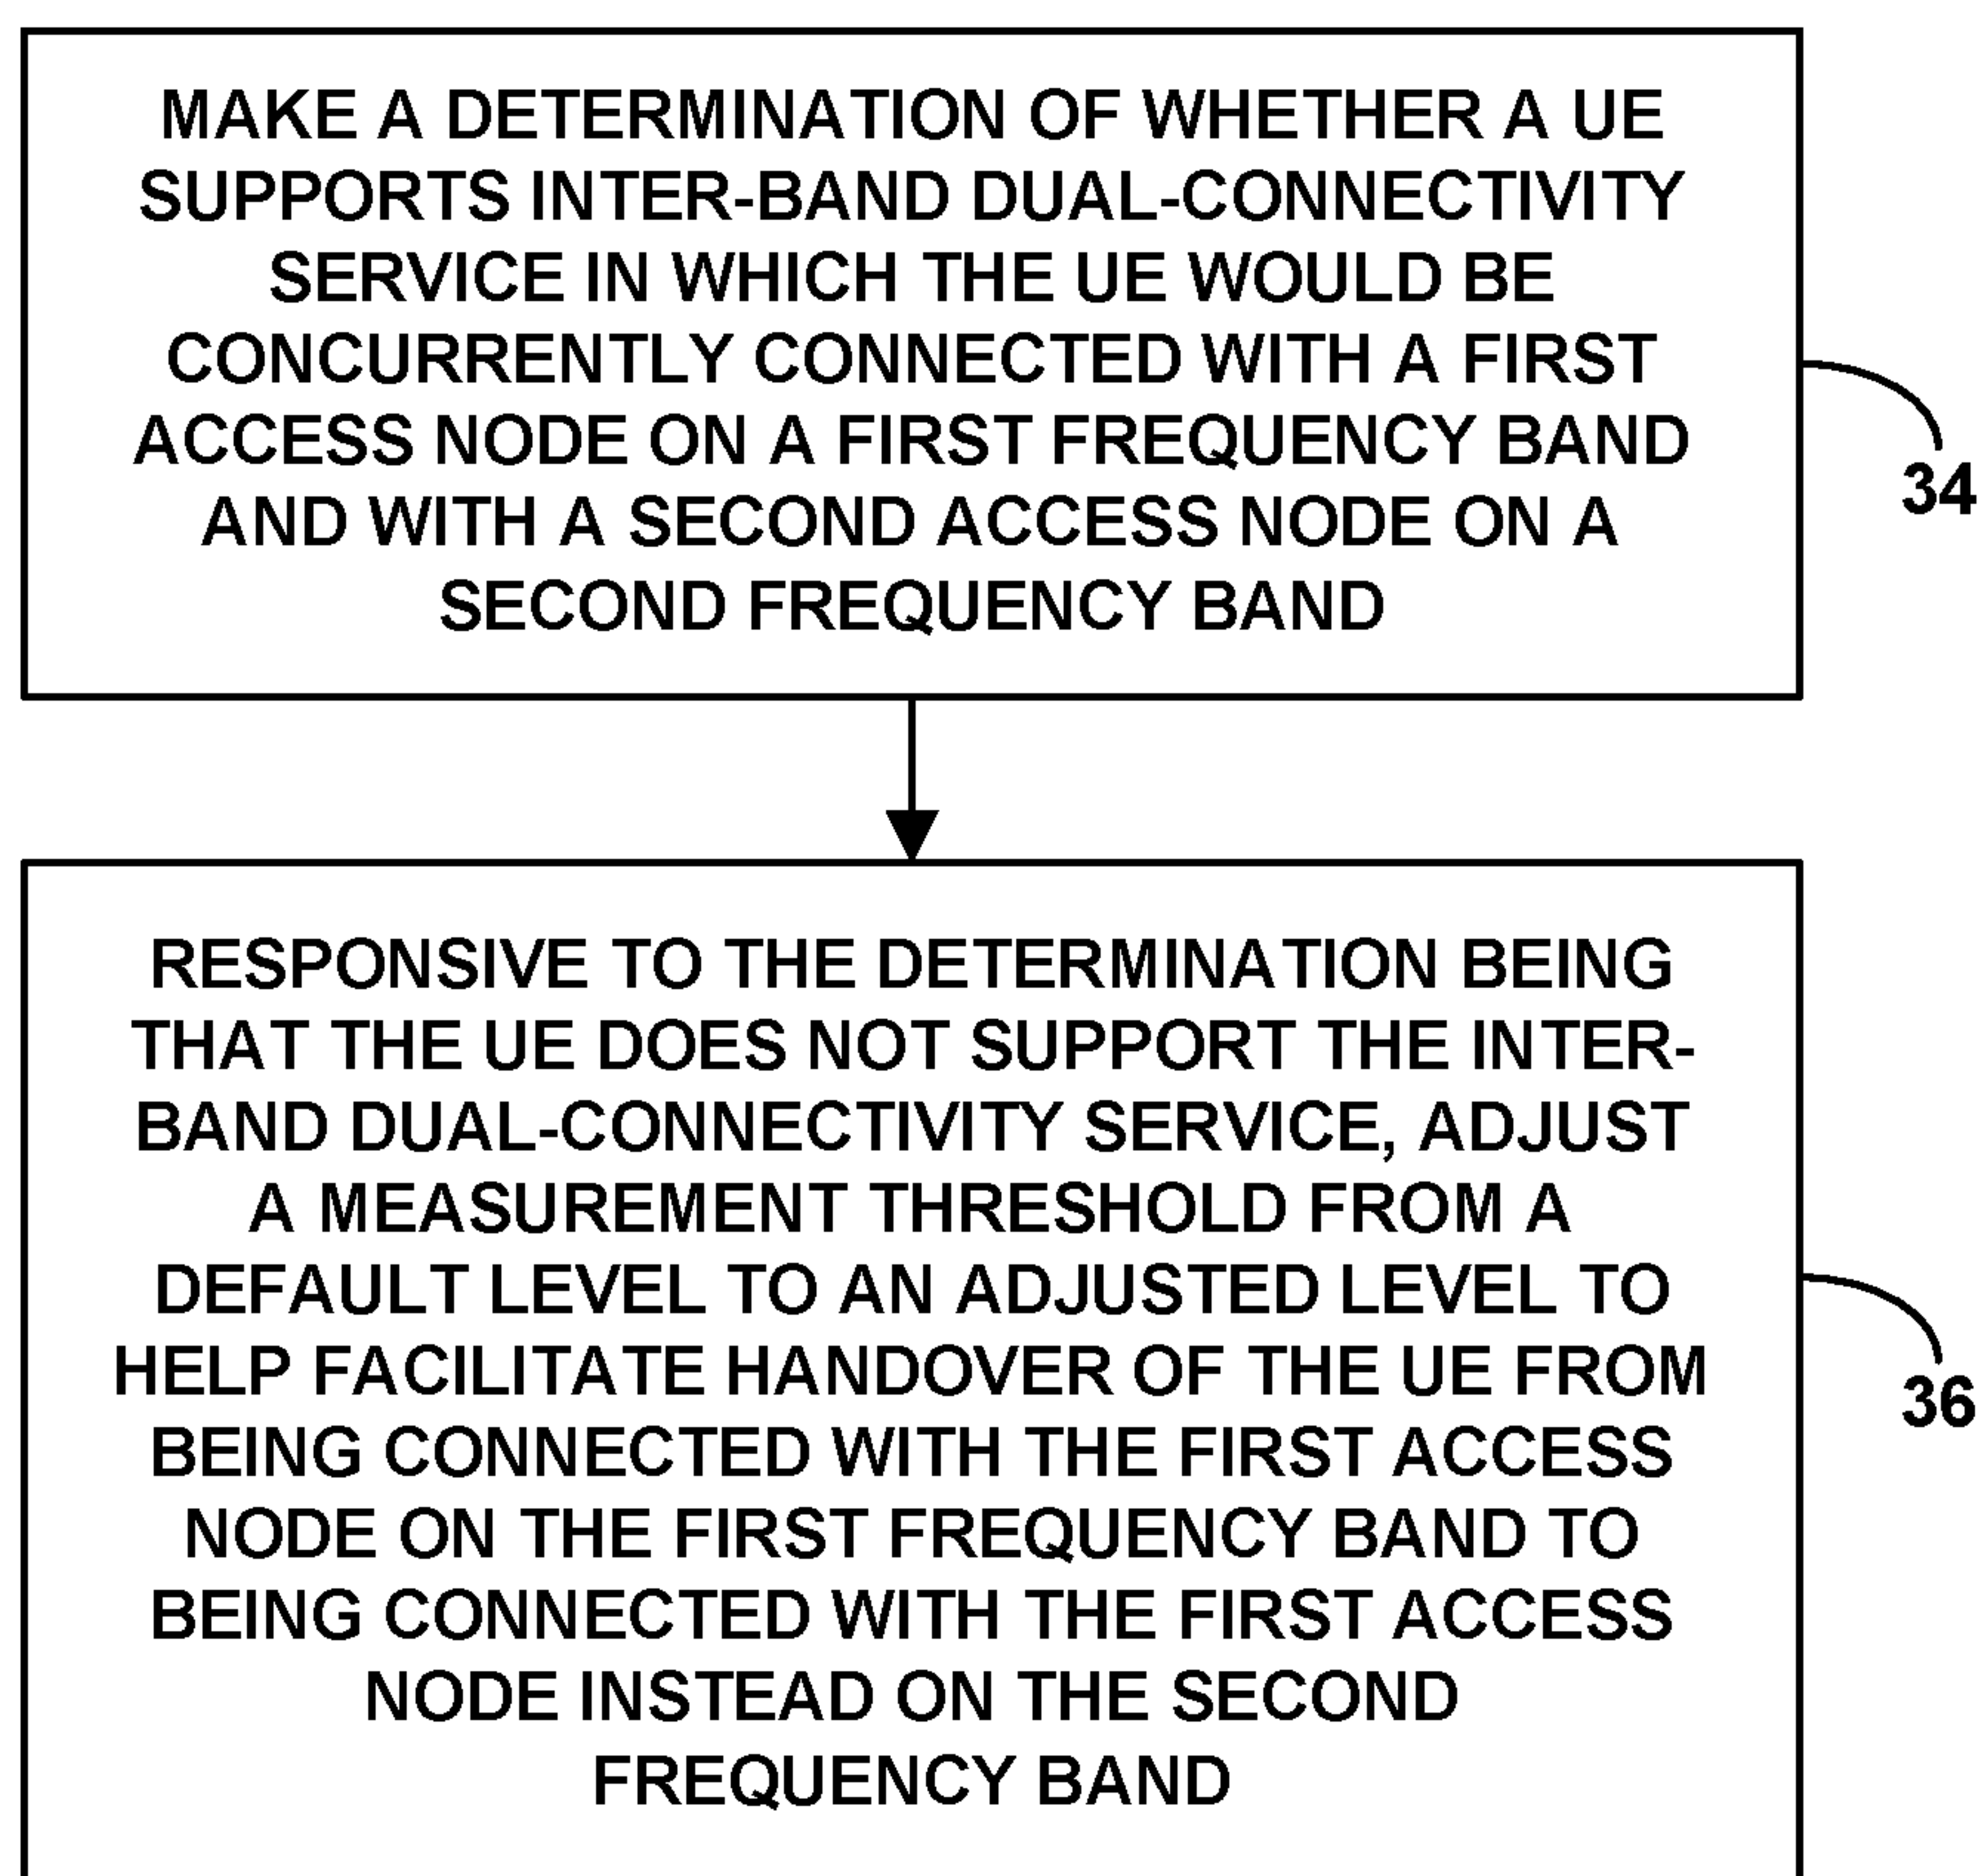 MAKE A DETERMINATION OF WHETHER A UE
SUPPORTS INTER-BAND DUAL-CONNECTIVITY
SERVICE IN WHICH THE UE WOULD BE
CONCURRENTLY CONNECTED WITH A FIRST
ACCESS NODE ON A FIRST FREQUENCY BAND
AND WITH A SECOND ACCESS NODE ON A
SECOND FREQUENCY BAND
34
RESPONSIVE TO THE DETERMINATION BEING
THAT THE UE DOES NOT SUPPORT THE INTER-
BAND DUAL-CONNECTIVITY SERVICE, ADJUST
A MEASUREMENT THRESHOLD FROM A
DEFAULT LEVEL TO AN ADJUSTED LEVEL TO
HELP FACILITATE HANDOVER OF THE UE FROM
BEING CONNECTED WITH THE FIRST ACCESS
NODE ON THE FIRST FREQUENCY BAND TO
BEING CONNECTED WITH THE FIRST ACCESS
NODE INSTEAD ON THE SECOND
FREQUENCY BAND
36